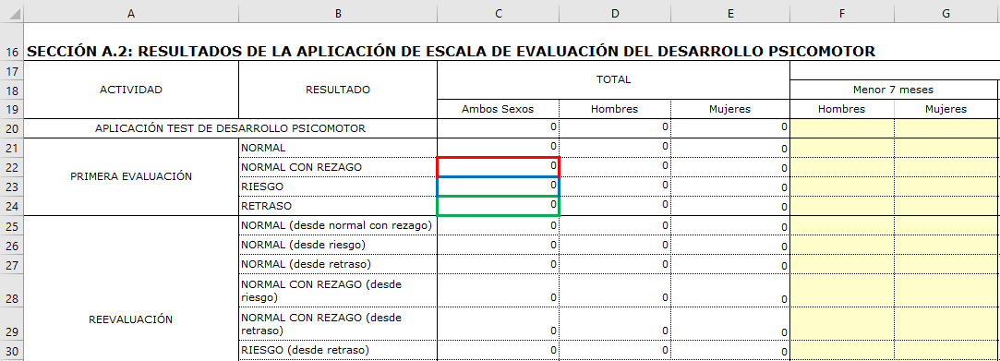 A B C D E F G
16 SECCIÓN A.2: RESULTADOS DE LA APLICACIÓN DE ESCALA DE EVALUACIÓN DEL DESARROLLO PSICOMOTOR
17 ACTIVIDAD RESULTADO TOTAL
18 Menor 7 meses
19 Ambos Sexos Hombres Mujeres Hombres Mujeres
20 APLICACIÓN TEST DE DESARROLLO PSICOMOTOR 0 0 0
21 PRIMERA EVALUACIÓN NORMAL 0 0 0
22 NORMAL CON REZAGO 0 0 0
23 RIESGO 0 0 0
24 RETRASO 0 0 0
25 REEVALUACIÓN NORMAL (desde normal con rezago) 0 0 0
26 NORMAL (desde riesgo) 0 0 0
27 NORMAL (desde retraso) 0 0 0
NORMAL CON REZAGO (desde
28 riesgo) 0 0 0
NORMAL CON REZAGO (desde
29 retraso) 0 0 0
30 RIESGO (desde retraso) 0 0 0